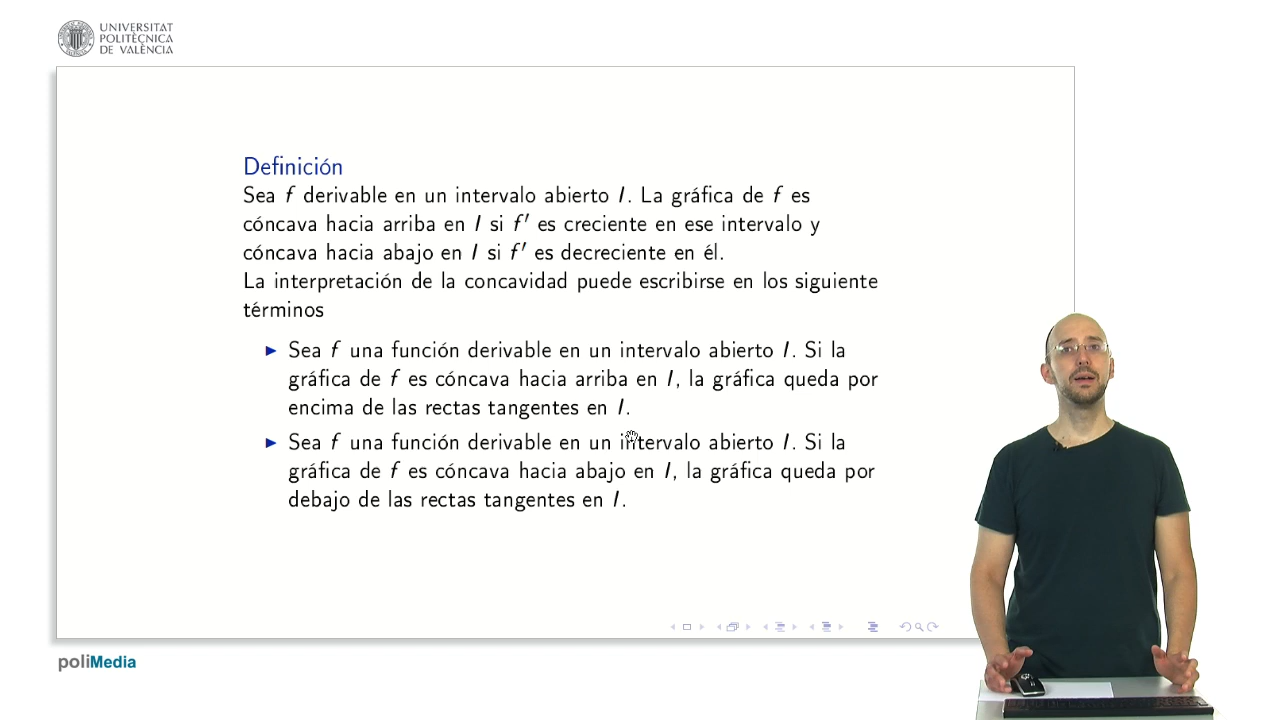 UNIVERSITAT
POLITÈCNICA
DE VALÈNCIA
Definición
Sea f derivable en un intervalo abierto I. La gráfica de f es
cóncava hacia arriba en I si f′ es creciente en ese intervalo y
cóncava hacia abajo en I si f′ es decreciente en él.
La interpretación de la concavidad puede escribirse en los siguiente
términos
▶ Sea f una función derivable en un intervalo abierto I. Si la
gráfica de f es cóncava hacia arriba en I, la gráfica queda por
encima de las rectas tangentes en I.
▶ Sea f una función derivable en un intervalo abierto I. Si la
gráfica de f es cóncava hacia abajo en I, la gráfica queda por
debajo de las rectas tangentes en I.
poliMedia